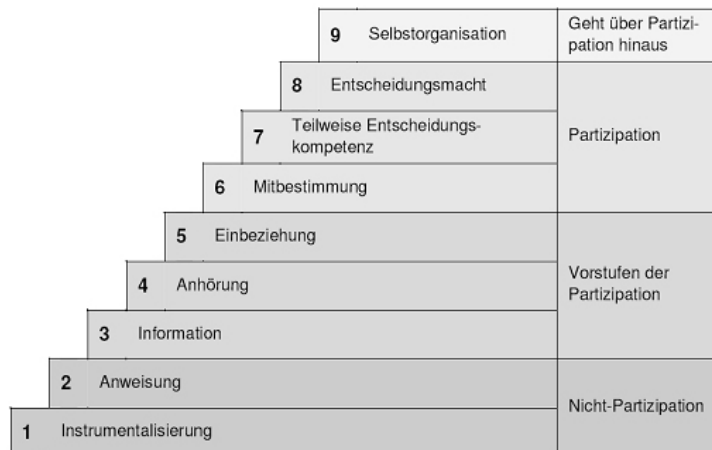 9 Selbstorganisation
Geht über Partizi-
pation hinaus
8 Entscheidungsmacht
7 Teilweise Entscheidungs-
kompetenz
6 Mitbestimmung
Partizipation
5 Einbeziehung
4 Anhörung
3 Information
Vorstufen der
Partizipation
2 Anweisung
1 Instrumentalisierung
Nicht-Partizipation